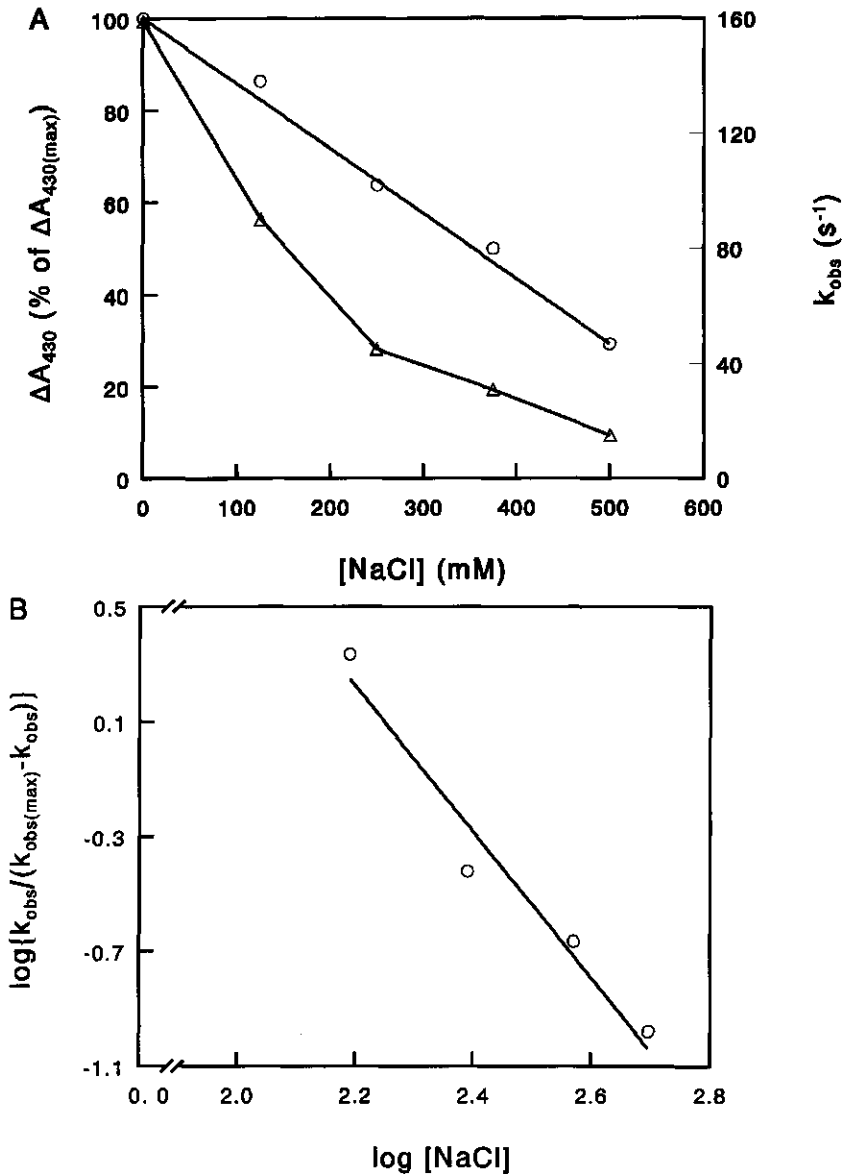 A
ΔA430 (% of ΔA430(max))
100
80
60
40
20
0
160
120
80
40
0
kobs (s-1)
0 100 200 300 400 500 600
[NaCl] (mM)
B
log{kobs/(kobs(max)-kobs)}
0.5
0.1
-0.3
-0.7
-1.1
0. 0 2.0 2.2 2.4 2.6 2.8
log [NaCl]